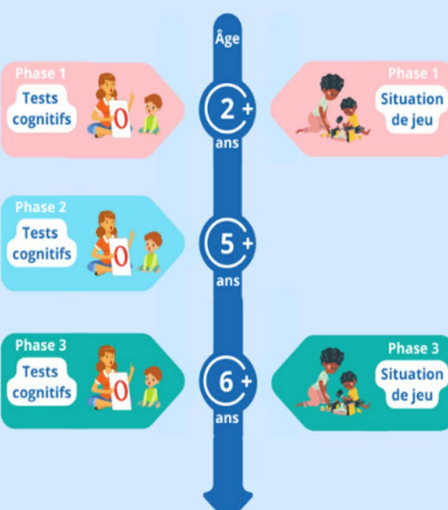 Âge
Phase 1
Tests
cognitifs
0
2+
ans
Phase 1
Situation
de jeu
Phase 2
Tests
cognitifs
0
5+
ans
Phase 3
Tests
cognitifs
0
6+
ans
Phase 3
Situation
de jeu